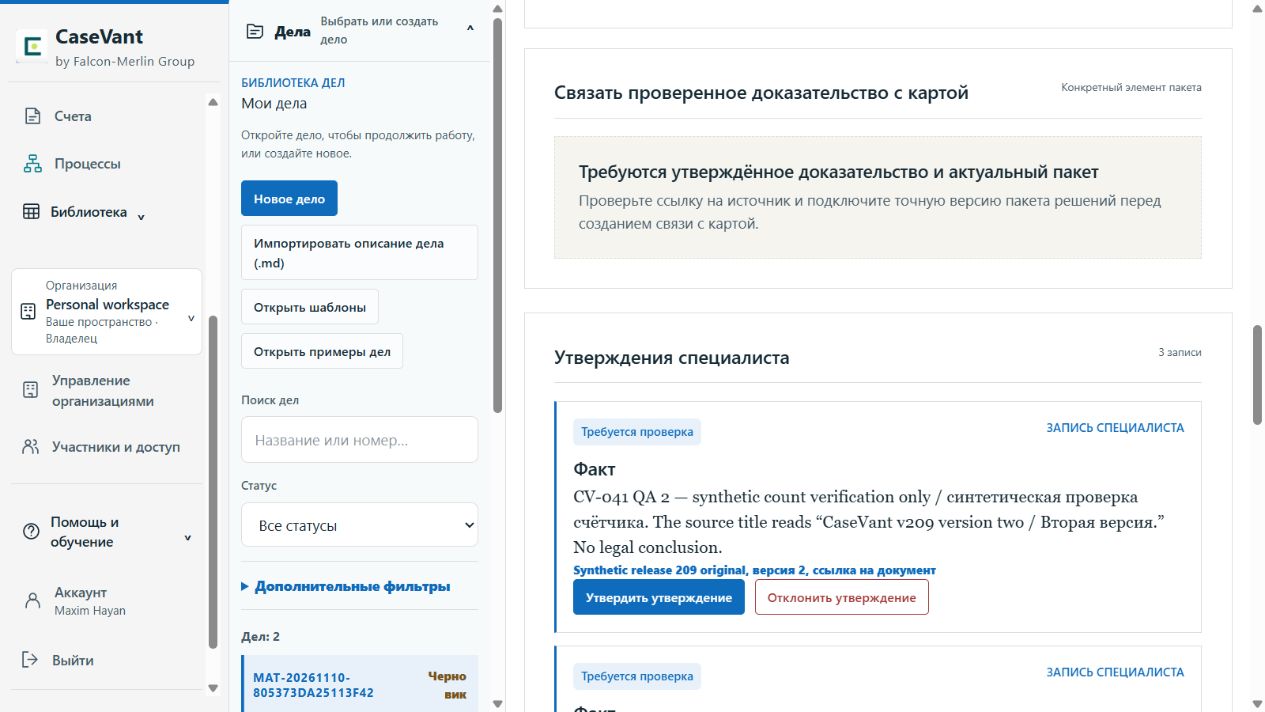 CaseVant
by Falcon-Merlin Group
Счета
Процессы
Библиотека
Организация
Personal workspace
Ваше пространство ·
Владелец
Управление
организациями
Участники и доступ
Помощь и
обучение
Аккаунт
Maxim Hayan
Выйти
Дела
Выбрать или создать
дело
БИБЛИОТЕКА ДЕЛ
Мои дела
Откройте дело, чтобы продолжить работу,
или создайте новое.
Новое дело
Импортировать описание дела
(.md)
Открыть шаблоны
Открыть примеры дел
Поиск дел
Название или номер...
Статус
Все статусы
Дополнительные фильтры
Дел: 2
MAT-20261110-
805373DA25113F42
Черно
вик
Связать проверенное доказательство с картой
Конкретный элемент пакета
Требуются утверждённое доказательство и актуальный пакет
Проверьте ссылку на источник и подключите точную версию пакета решений перед
созданием связи с картой.
Утверждения специалиста
3 записи
Требуется проверка
ЗАПИСЬ СПЕЦИАЛИСТА
Факт
CV-041 QA 2 — synthetic count verification only / синтетическая проверка
счётчика. The source title reads “CaseVant v209 version two / Вторая версия.”
No legal conclusion.
Synthetic release 209 original, версия 2, ссылка на документ
Утвердить утверждение
Отклонить утверждение
Требуется проверка
ЗАПИСЬ СПЕЦИАЛИСТА
Факт